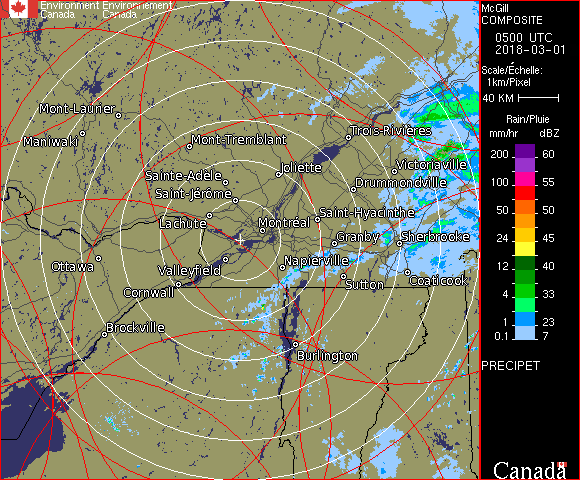 Environment Environnement
Canada Canada
McGill
COMPOSITE
0500 UTC
2018-03-01
Scale/Échelle:
1km/Pixel
40 KM
Rain/Pluie
mm/hr dBZ
200 60
100 55
50 50
24 45
12 40
4 33
1 23
0.1 7
PRECIPET
Canada
Mont-Laurier
Maniwaki
Mont-Tremblant
Trois-Rivières
Sainte-Adèle
Joliette
Victoriaville
Saint-Jérôme
Drummondville
Lachute
Saint-Hyacinthe
Montréal
Granby
Sherbrooke
Ottawa
Valleyfield
Napierville
Cornwall
Sutton
Coaticook
Brockville
Burlington